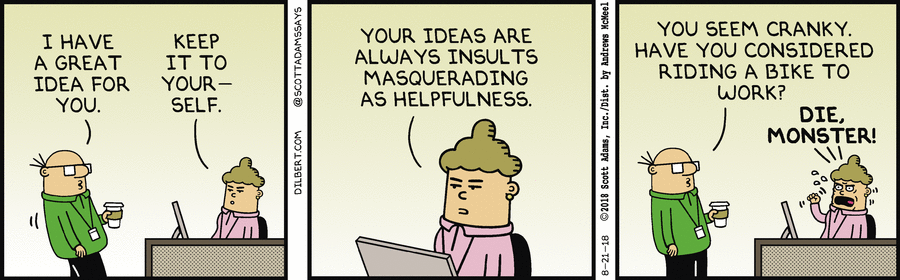 I HAVE
A GREAT
IDEA FOR
YOU.
KEEP
IT TO
YOUR—
SELF.
DILBERT.COM @SCOTTADAMSSAYS
YOUR IDEAS ARE
ALWAYS INSULTS
MASQUERADING
AS HELPFULNESS.
8-21-18 ©2018 Scott Adams, Inc./Dist. by Andrews McMeel
YOU SEEM CRANKY.
HAVE YOU CONSIDERED
RIDING A BIKE TO
WORK?
DIE,
MONSTER!